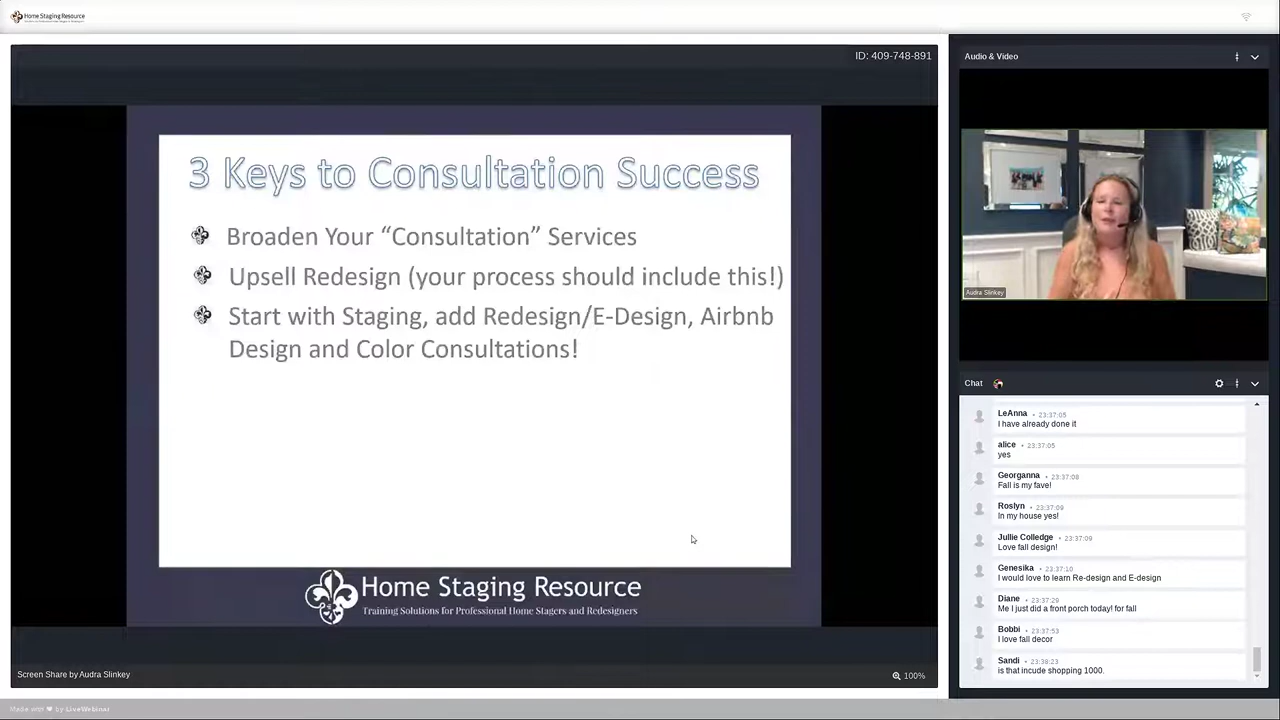 Home Staging Resource
ID: 409-748-891
3 Keys to Consultation Success
Broaden Your “Consultation” Services
Upsell Redesign (your process should include this!)
Start with Staging, add Redesign/E-Design, Airbnb
Design and Color Consultations!
Home Staging Resource
Training Solutions for Professional Home Stagers and Redesigners
Screen Share by Audra Slinkey
100%
Made with ❤ by LiveWebinar
Audio & Video
Audra Slinkey
Chat
LeAnna • 23:37:05
I have already done it
alice • 23:37:05
yes
Georganna • 23:37:08
Fall is my fave!
Roslyn • 23:37:09
In my house yes!
Jullie Colledge • 23:37:09
Love fall design!
Genesika • 23:37:10
I would love to learn Re-design and E-design
Diane • 23:37:29
Me I just did a front porch today! for fall
Bobbi • 23:37:53
I love fall decor
Sandi • 23:38:23
is that incude shopping 1000.